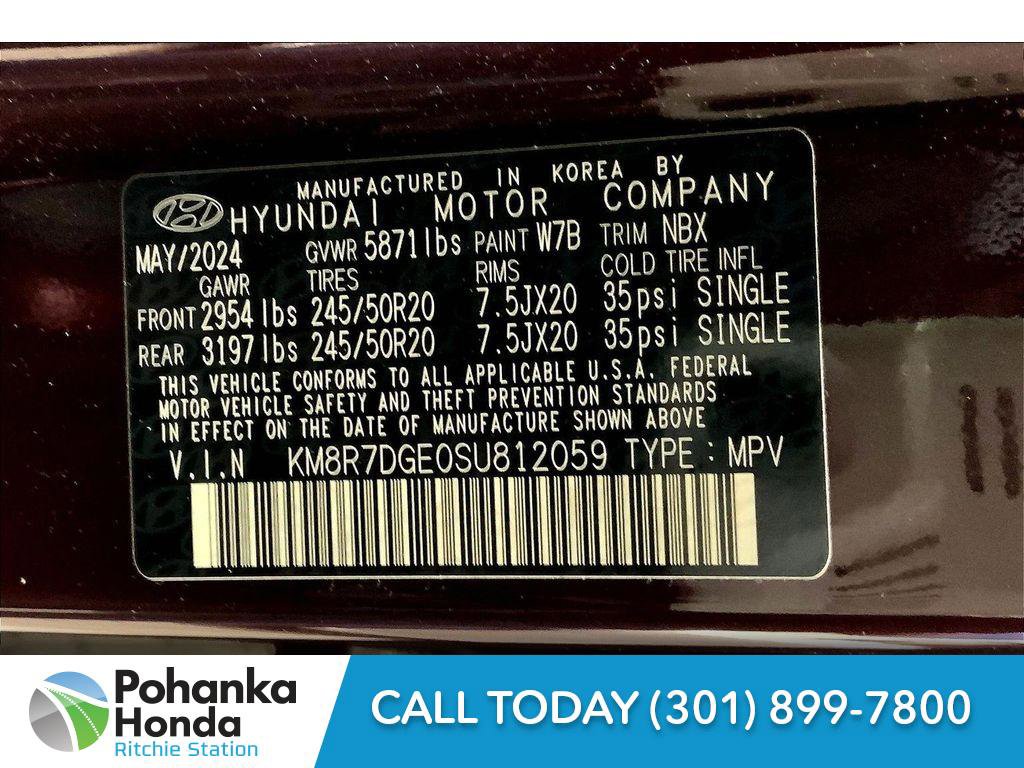 MANUFACTURED IN KOREA BY
HYUNDAI MOTOR COMPANY
MAY/2024 GVWR 5871lbs PAINT W7B TRIM NBX
GAWR TIRES RIMS COLD TIRE INFL
FRONT 2954lbs 245/50R20 7.5JX20 35psi SINGLE
REAR 3197lbs 245/50R20 7.5JX20 35psi SINGLE
THIS VEHICLE CONFORMS TO ALL APPLICABLE U.S.A. FEDERAL
MOTOR VEHICLE SAFETY AND THEFT PREVENTION STANDARDS
IN EFFECT ON THE DATE OF MANUFACTURE SHOWN ABOVE
V.I.N KM8R7DGE0SU812059 TYPE : MPV
Pohanka
Honda
Ritchie Station
CALL TODAY (301) 899-7800